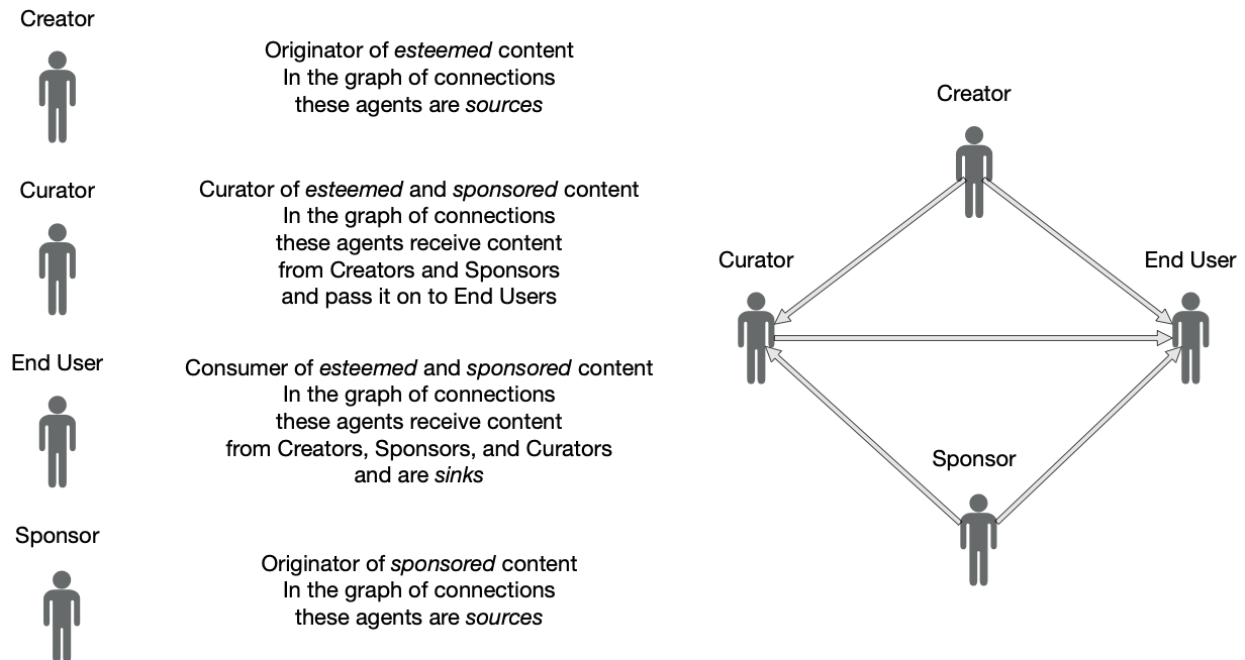 Creator
Originator of esteemed content
In the graph of connections
these agents are sources
Curator
Curator of esteemed and sponsored content
In the graph of connections
these agents receive content
from Creators and Sponsors
and pass it on to End Users
End User
Consumer of esteemed and sponsored content
In the graph of connections
these agents receive content
from Creators, Sponsors, and Curators
and are sinks
Sponsor
Originator of sponsored content
In the graph of connections
these agents are sources
Creator
Curator
End User
Sponsor